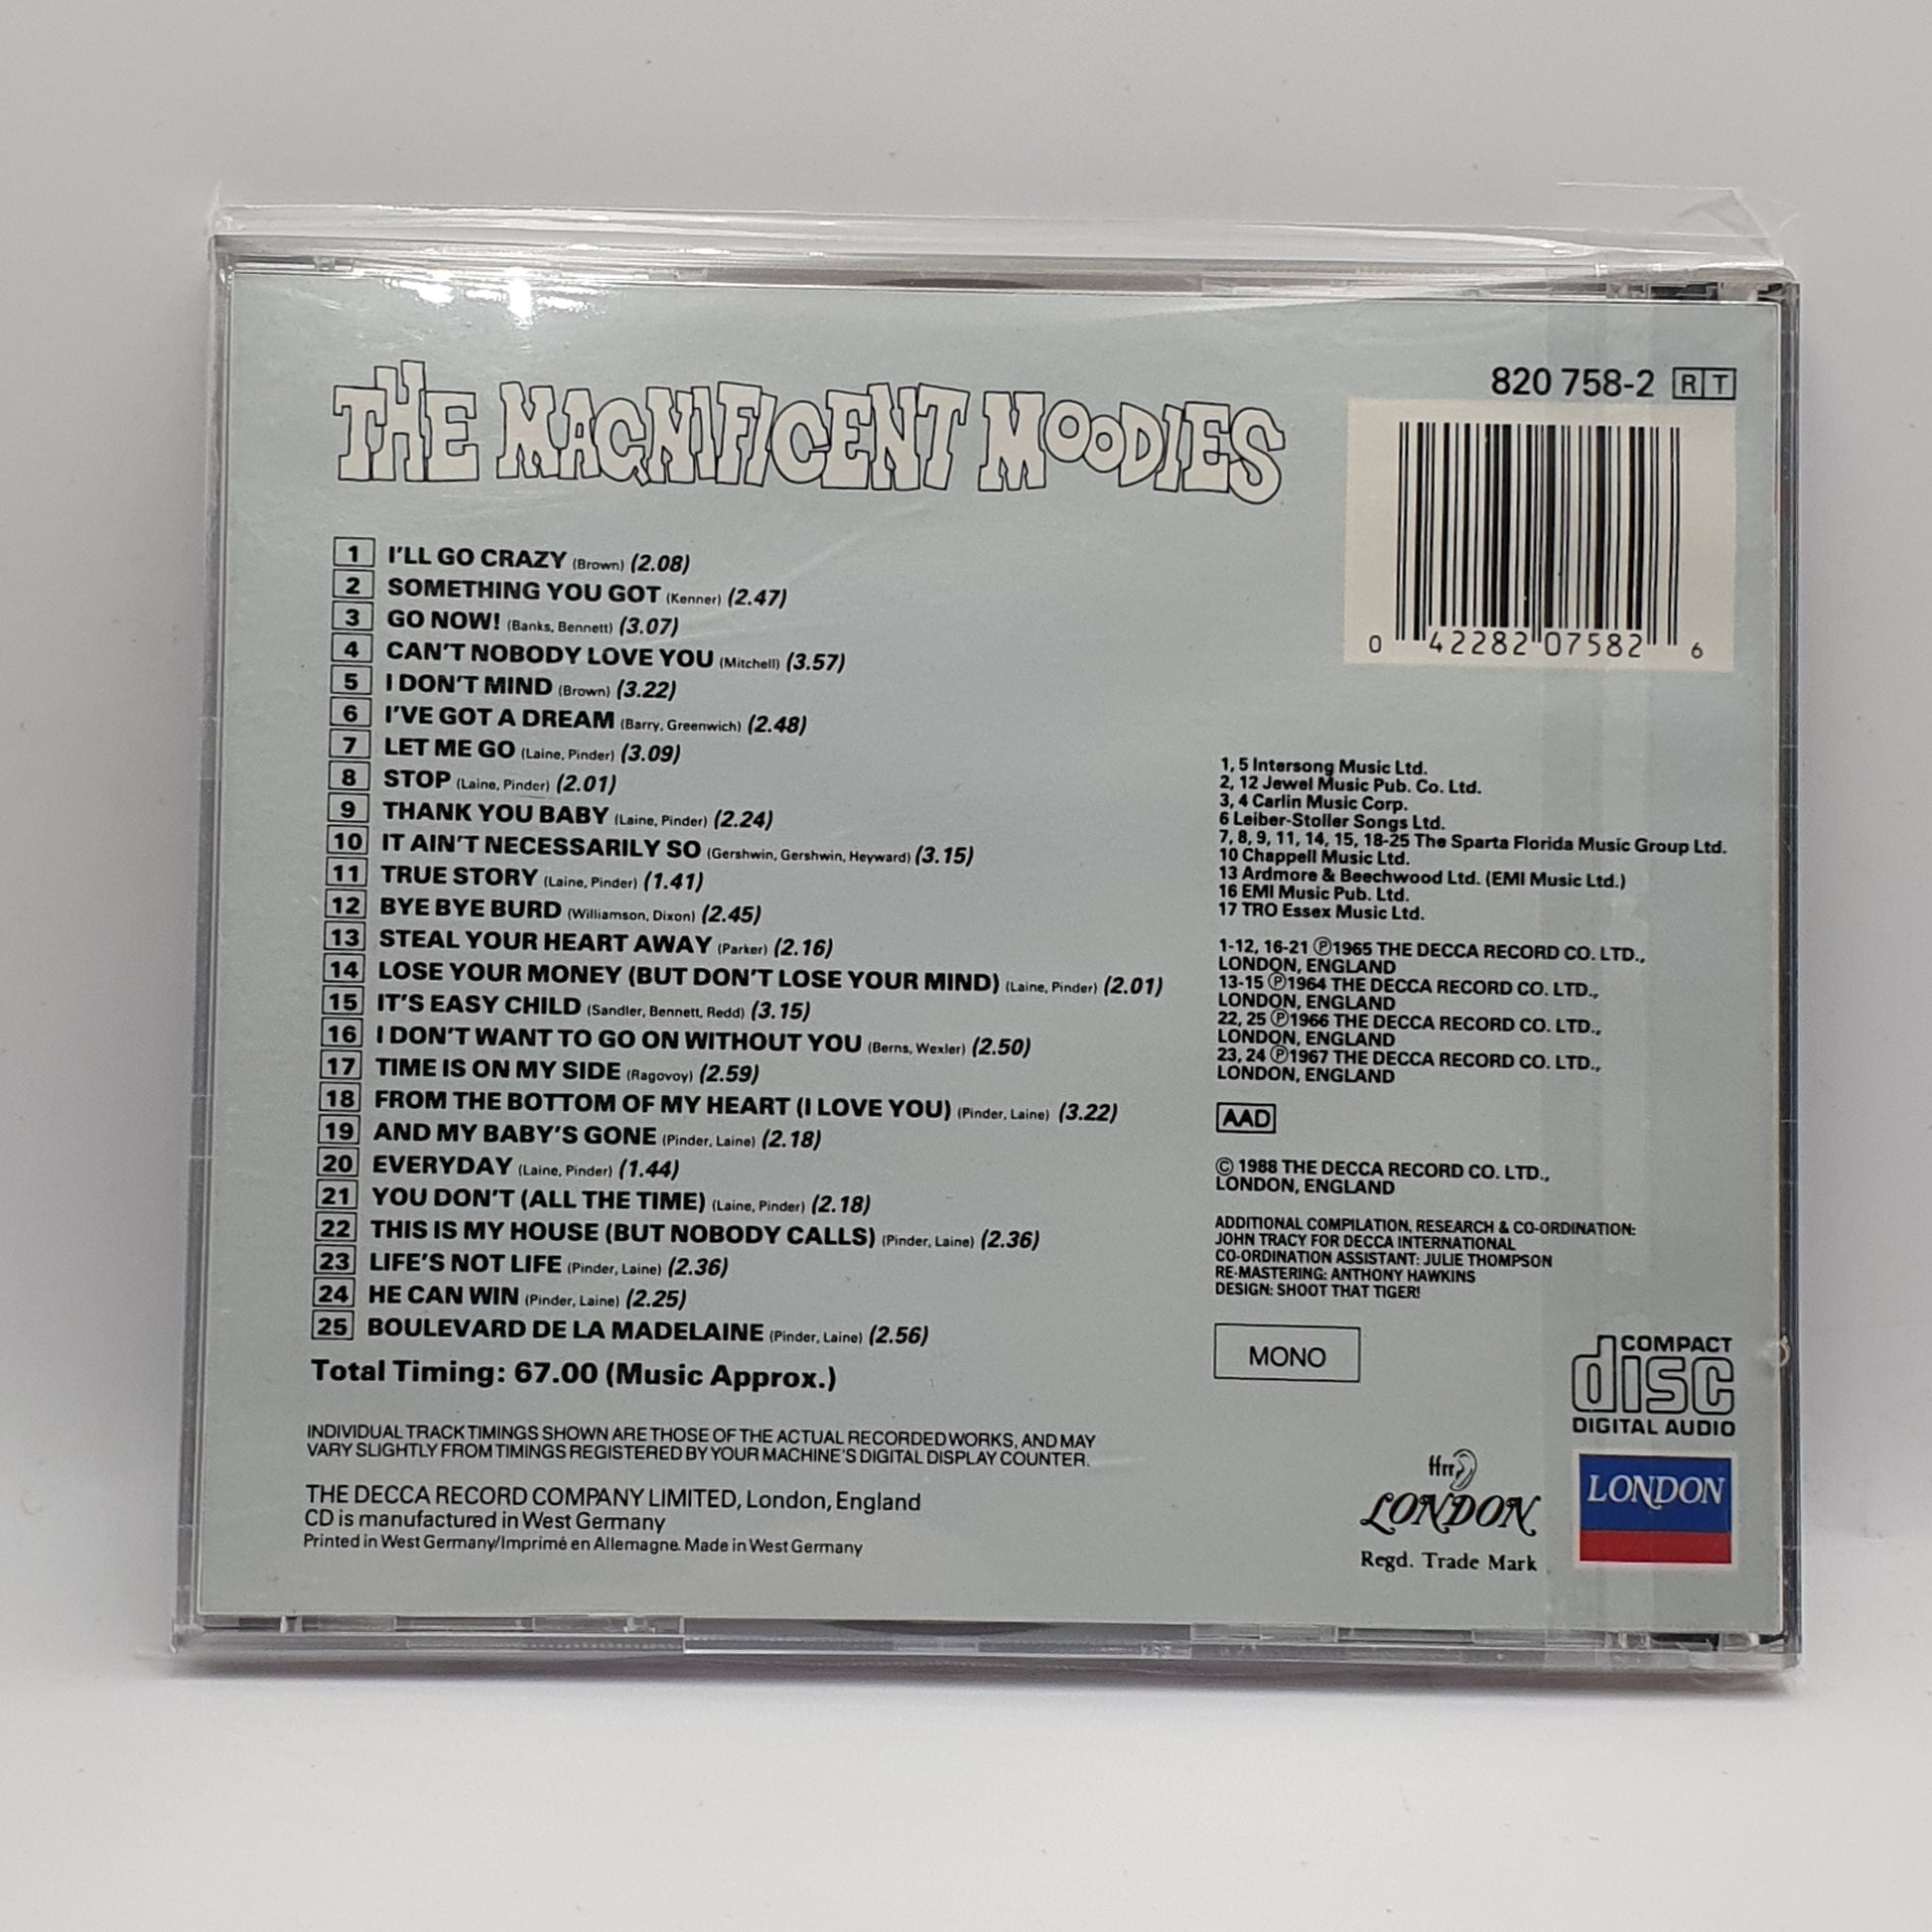 THE MAGNIFICENT MOODIES
820 758-2 R T
0 42282 07582 6
1 I'LL GO CRAZY (Brown) (2.08)
2 SOMETHING YOU GOT (Kenner) (2.47)
3 GO NOW! (Banks, Bennett) (3.07)
4 CAN'T NOBODY LOVE YOU (Mitchell) (3.57)
5 I DON'T MIND (Brown) (3.22)
6 I'VE GOT A DREAM (Barry, Greenwich) (2.48)
7 LET ME GO (Laine, Pinder) (3.09)
8 STOP (Laine, Pinder) (2.01)
9 THANK YOU BABY (Laine, Pinder) (2.24)
10 IT AIN'T NECESSARILY SO (Gershwin, Gershwin, Heyward) (3.15)
11 TRUE STORY (Laine, Pinder) (1.41)
12 BYE BYE BURD (Williamson, Dixon) (2.45)
13 STEAL YOUR HEART AWAY (Parker) (2.16)
14 LOSE YOUR MONEY (BUT DON'T LOSE YOUR MIND) (Laine, Pinder) (2.01)
15 IT'S EASY CHILD (Sandler, Bennett, Redd) (3.15)
16 I DON'T WANT TO GO ON WITHOUT YOU (Berns, Wexler) (2.50)
17 TIME IS ON MY SIDE (Ragovoy) (2.59)
18 FROM THE BOTTOM OF MY HEART (I LOVE YOU) (Pinder, Laine) (3.22)
19 AND MY BABY'S GONE (Pinder, Laine) (2.18)
20 EVERYDAY (Laine, Pinder) (1.44)
21 YOU DON'T (ALL THE TIME) (Laine, Pinder) (2.18)
22 THIS IS MY HOUSE (BUT NOBODY CALLS) (Pinder, Laine) (2.36)
23 LIFE'S NOT LIFE (Pinder, Laine) (2.36)
24 HE CAN WIN (Pinder, Laine) (2.25)
25 BOULEVARD DE LA MADELAINE (Pinder, Laine) (2.56)
Total Timing: 67.00 (Music Approx.)
INDIVIDUAL TRACK TIMINGS SHOWN ARE THOSE OF THE ACTUAL RECORDED WORKS, AND MAY
VARY SLIGHTLY FROM TIMINGS REGISTERED BY YOUR MACHINE'S DIGITAL DISPLAY COUNTER.
THE DECCA RECORD COMPANY LIMITED, London, England
CD is manufactured in West Germany
Printed in West Germany/Imprimé en Allemagne. Made in West Germany
1, 5 Intersong Music Ltd.
2, 12 Jewel Music Pub. Co. Ltd.
3, 4 Carlin Music Corp.
6 Leiber-Stoller Songs Ltd.
7, 8, 9, 11, 14, 15, 18-25 The Sparta Florida Music Group Ltd.
10 Chappell Music Ltd.
13 Ardmore & Beechwood Ltd. (EMI Music Ltd.)
16 EMI Music Pub. Ltd.
17 TRO Essex Music Ltd.
1-12, 16-21 ℗1965 THE DECCA RECORD CO. LTD.,
LONDON, ENGLAND
13-15 ℗1964 THE DECCA RECORD CO. LTD.,
LONDON, ENGLAND
22, 25 ℗1966 THE DECCA RECORD CO. LTD.,
LONDON, ENGLAND
23, 24 ℗1967 THE DECCA RECORD CO. LTD.,
LONDON, ENGLAND
AAD
© 1988 THE DECCA RECORD CO. LTD.,
LONDON, ENGLAND
ADDITIONAL COMPILATION, RESEARCH & CO-ORDINATION:
JOHN TRACY FOR DECCA INTERNATIONAL
CO-ORDINATION ASSISTANT: JULIE THOMPSON
RE-MASTERING: ANTHONY HAWKINS
DESIGN: SHOOT THAT TIGER!
MONO
COMPACT
disc
DIGITAL AUDIO
ffrr
LONDON
Regd. Trade Mark
LONDON